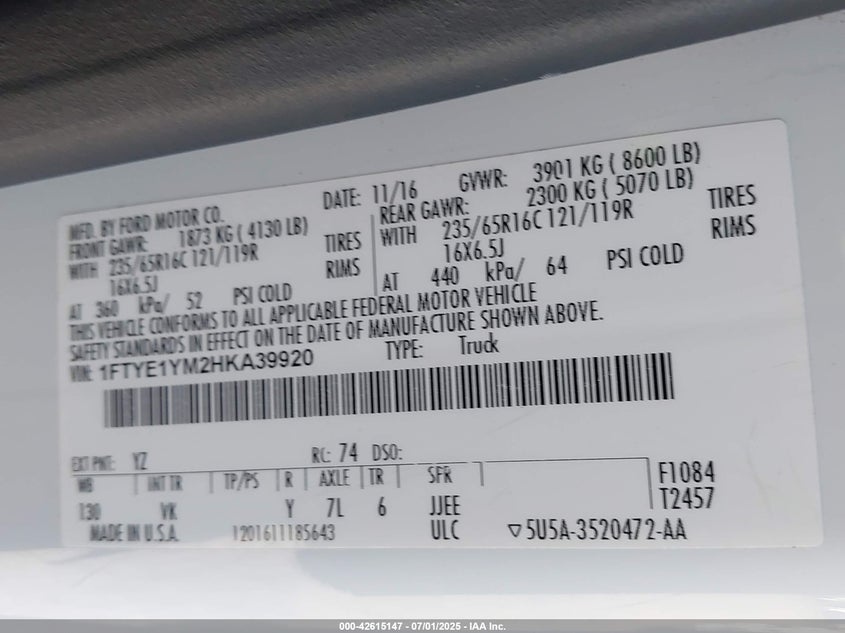 MFD. BY FORD MOTOR CO. DATE: 11/16 GVWR: 3901 KG ( 8600 LB)
FRONT GAWR: 1873 KG ( 4130 LB) REAR GAWR: 2300 KG ( 5070 LB)
WITH 235/65R16C 121/119R TIRES WITH 235/65R16C 121/119R TIRES
16X6.5J RIMS 16X6.5J RIMS
AT 360 kPa/ 52 PSI COLD AT 440 kPa/ 64 PSI COLD
THIS VEHICLE CONFORMS TO ALL APPLICABLE FEDERAL MOTOR VEHICLE
SAFETY STANDARDS IN EFFECT ON THE DATE OF MANUFACTURE SHOWN ABOVE.
VIN: 1FTYE1YM2HKA39920 TYPE: Truck
EXT PNT: YZ RC: 74 DSO:
WB INT TR TP/PS R AXLE TR SPR F1084
130 VK Y 7L 6 JJEE T2457
MADE IN U.S.A. 1201611185643 ULC ▽5U5A-3520472-AA
000-42615147 - 07/01/2025 - IAA Inc.